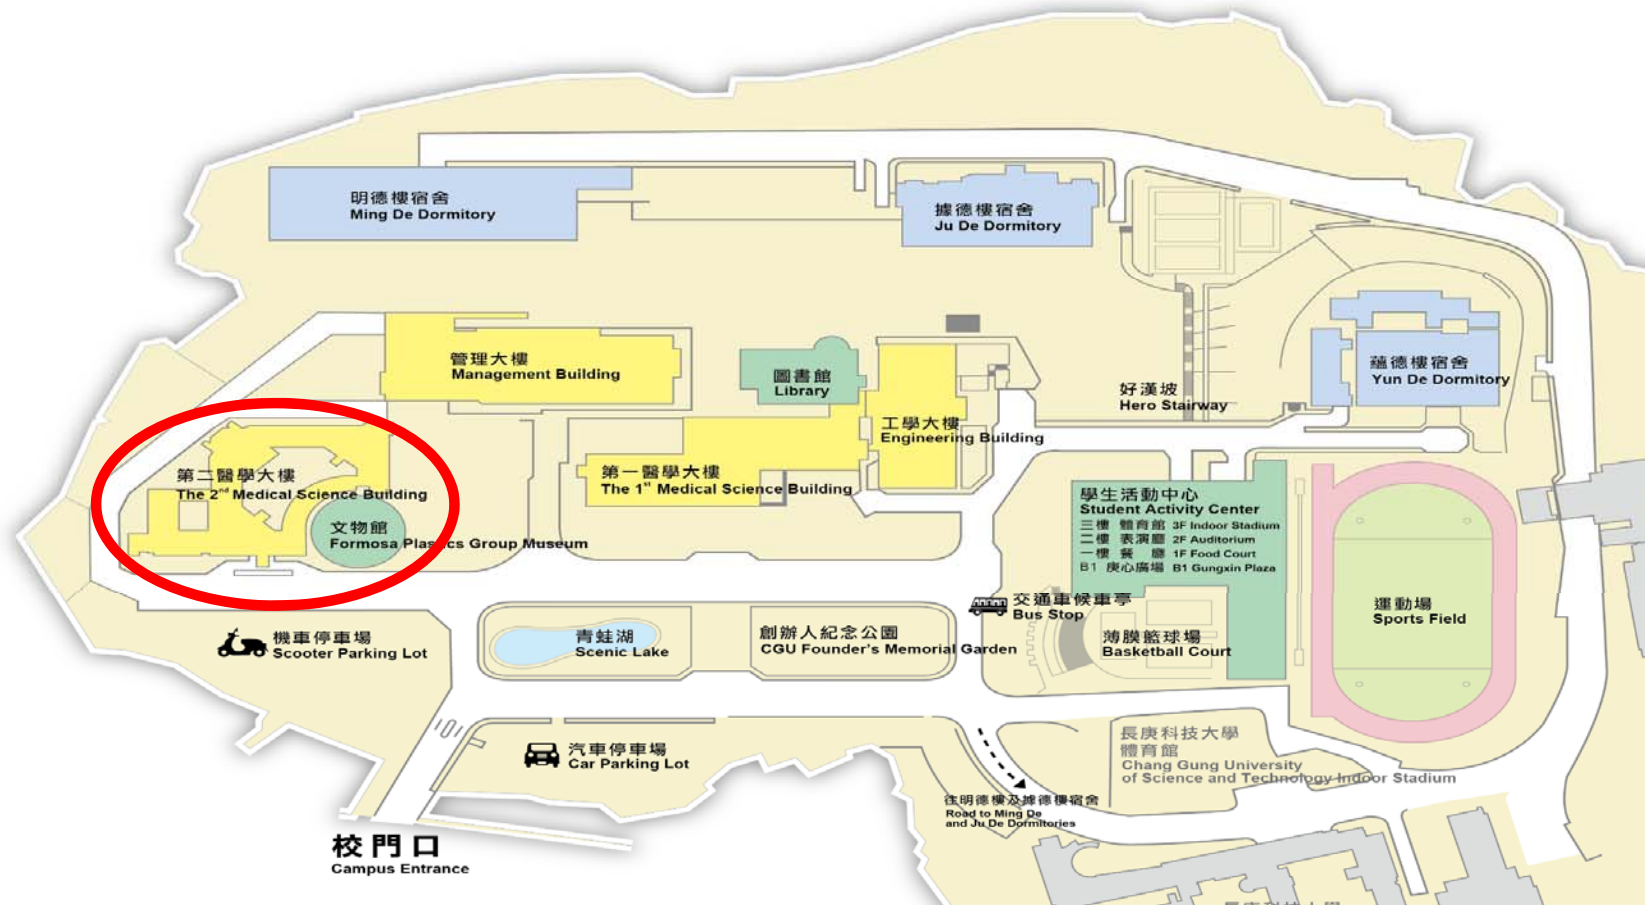 明德樓宿舍
Ming De Dormitory
據德樓宿舍
Ju De Dormitory
管理大樓
Management Building
圖書館
Library
蘊德樓宿舍
Yun De Dormitory
好漢坡
Hero Stairway
工學大樓
Engineering Building
第二醫學大樓
The 2nd Medical Science Building
第一醫學大樓
The 1st Medical Science Building
文物館
Formosa Plastics Group Museum
學生活動中心
Student Activity Center
三樓 體育館 3F Indoor Stadium
二樓 表演廳 2F Auditorium
一樓 餐廳 1F Food Court
B1 庚心廣場 B1 Gungxin Plaza
交通車候車亭
Bus Stop
運動場
Sports Field
機車停車場
Scooter Parking Lot
青蛙湖
Scenic Lake
創辦人紀念公園
CGU Founder's Memorial Garden
薄膜籃球場
Basketball Court
汽車停車場
Car Parking Lot
長庚科技大學
體育館
Chang Gung University
of Science and Technology Indoor Stadium
往明德樓及據德樓宿舍
Road to Ming De
and Ju De Dormitories
校門口
Campus Entrance